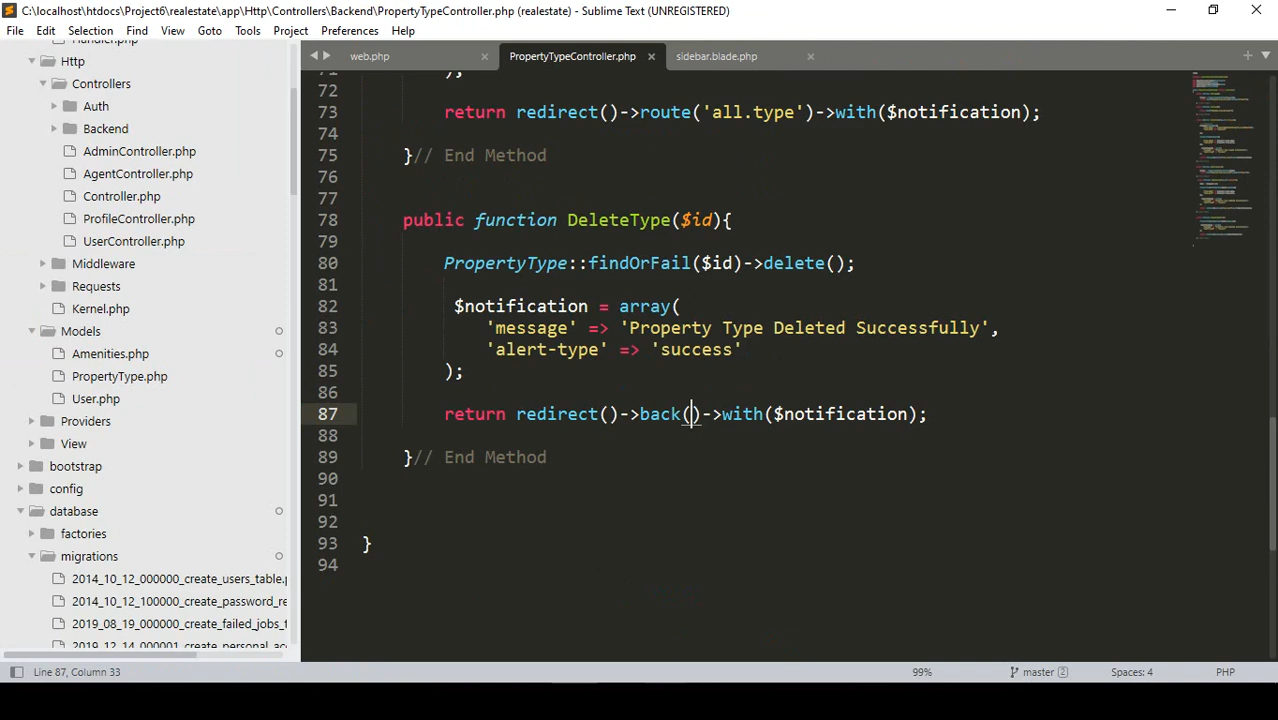 C:\localhost\htdocs\Project6\realestate\app\Http\Controllers\Backend\PropertyTypeController.php (realestate) - Sublime Text (UNREGISTERED)
File Edit Selection Find View Goto Tools Project Preferences Help
web.php PropertyTypeController.php sidebar.blade.php
Handler.php
Http
Controllers
Auth
Backend
AdminController.php
AgentController.php
Controller.php
ProfileController.php
UserController.php
Middleware
Requests
Kernel.php
Models
Amenities.php
PropertyType.php
User.php
Providers
View
bootstrap
config
database
factories
migrations
2014_10_12_000000_create_users_table.p
2014_10_12_100000_create_password_re
2019_08_19_000000_create_failed_jobs_t
2019_12_14_000001_create_personal_acc
71 );
72
73 return redirect()->route('all.type')->with($notification);
74
75 }// End Method
76
77
78 public function DeleteType($id){
79
80 PropertyType::findOrFail($id)->delete();
81
82 $notification = array(
83 'message' => 'Property Type Deleted Successfully',
84 'alert-type' => 'success'
85 );
86
87 return redirect()->back()->with($notification);
88
89 }// End Method
90
91
92
93 }
94
Line 87, Column 33 99% master 2 Spaces: 4 PHP